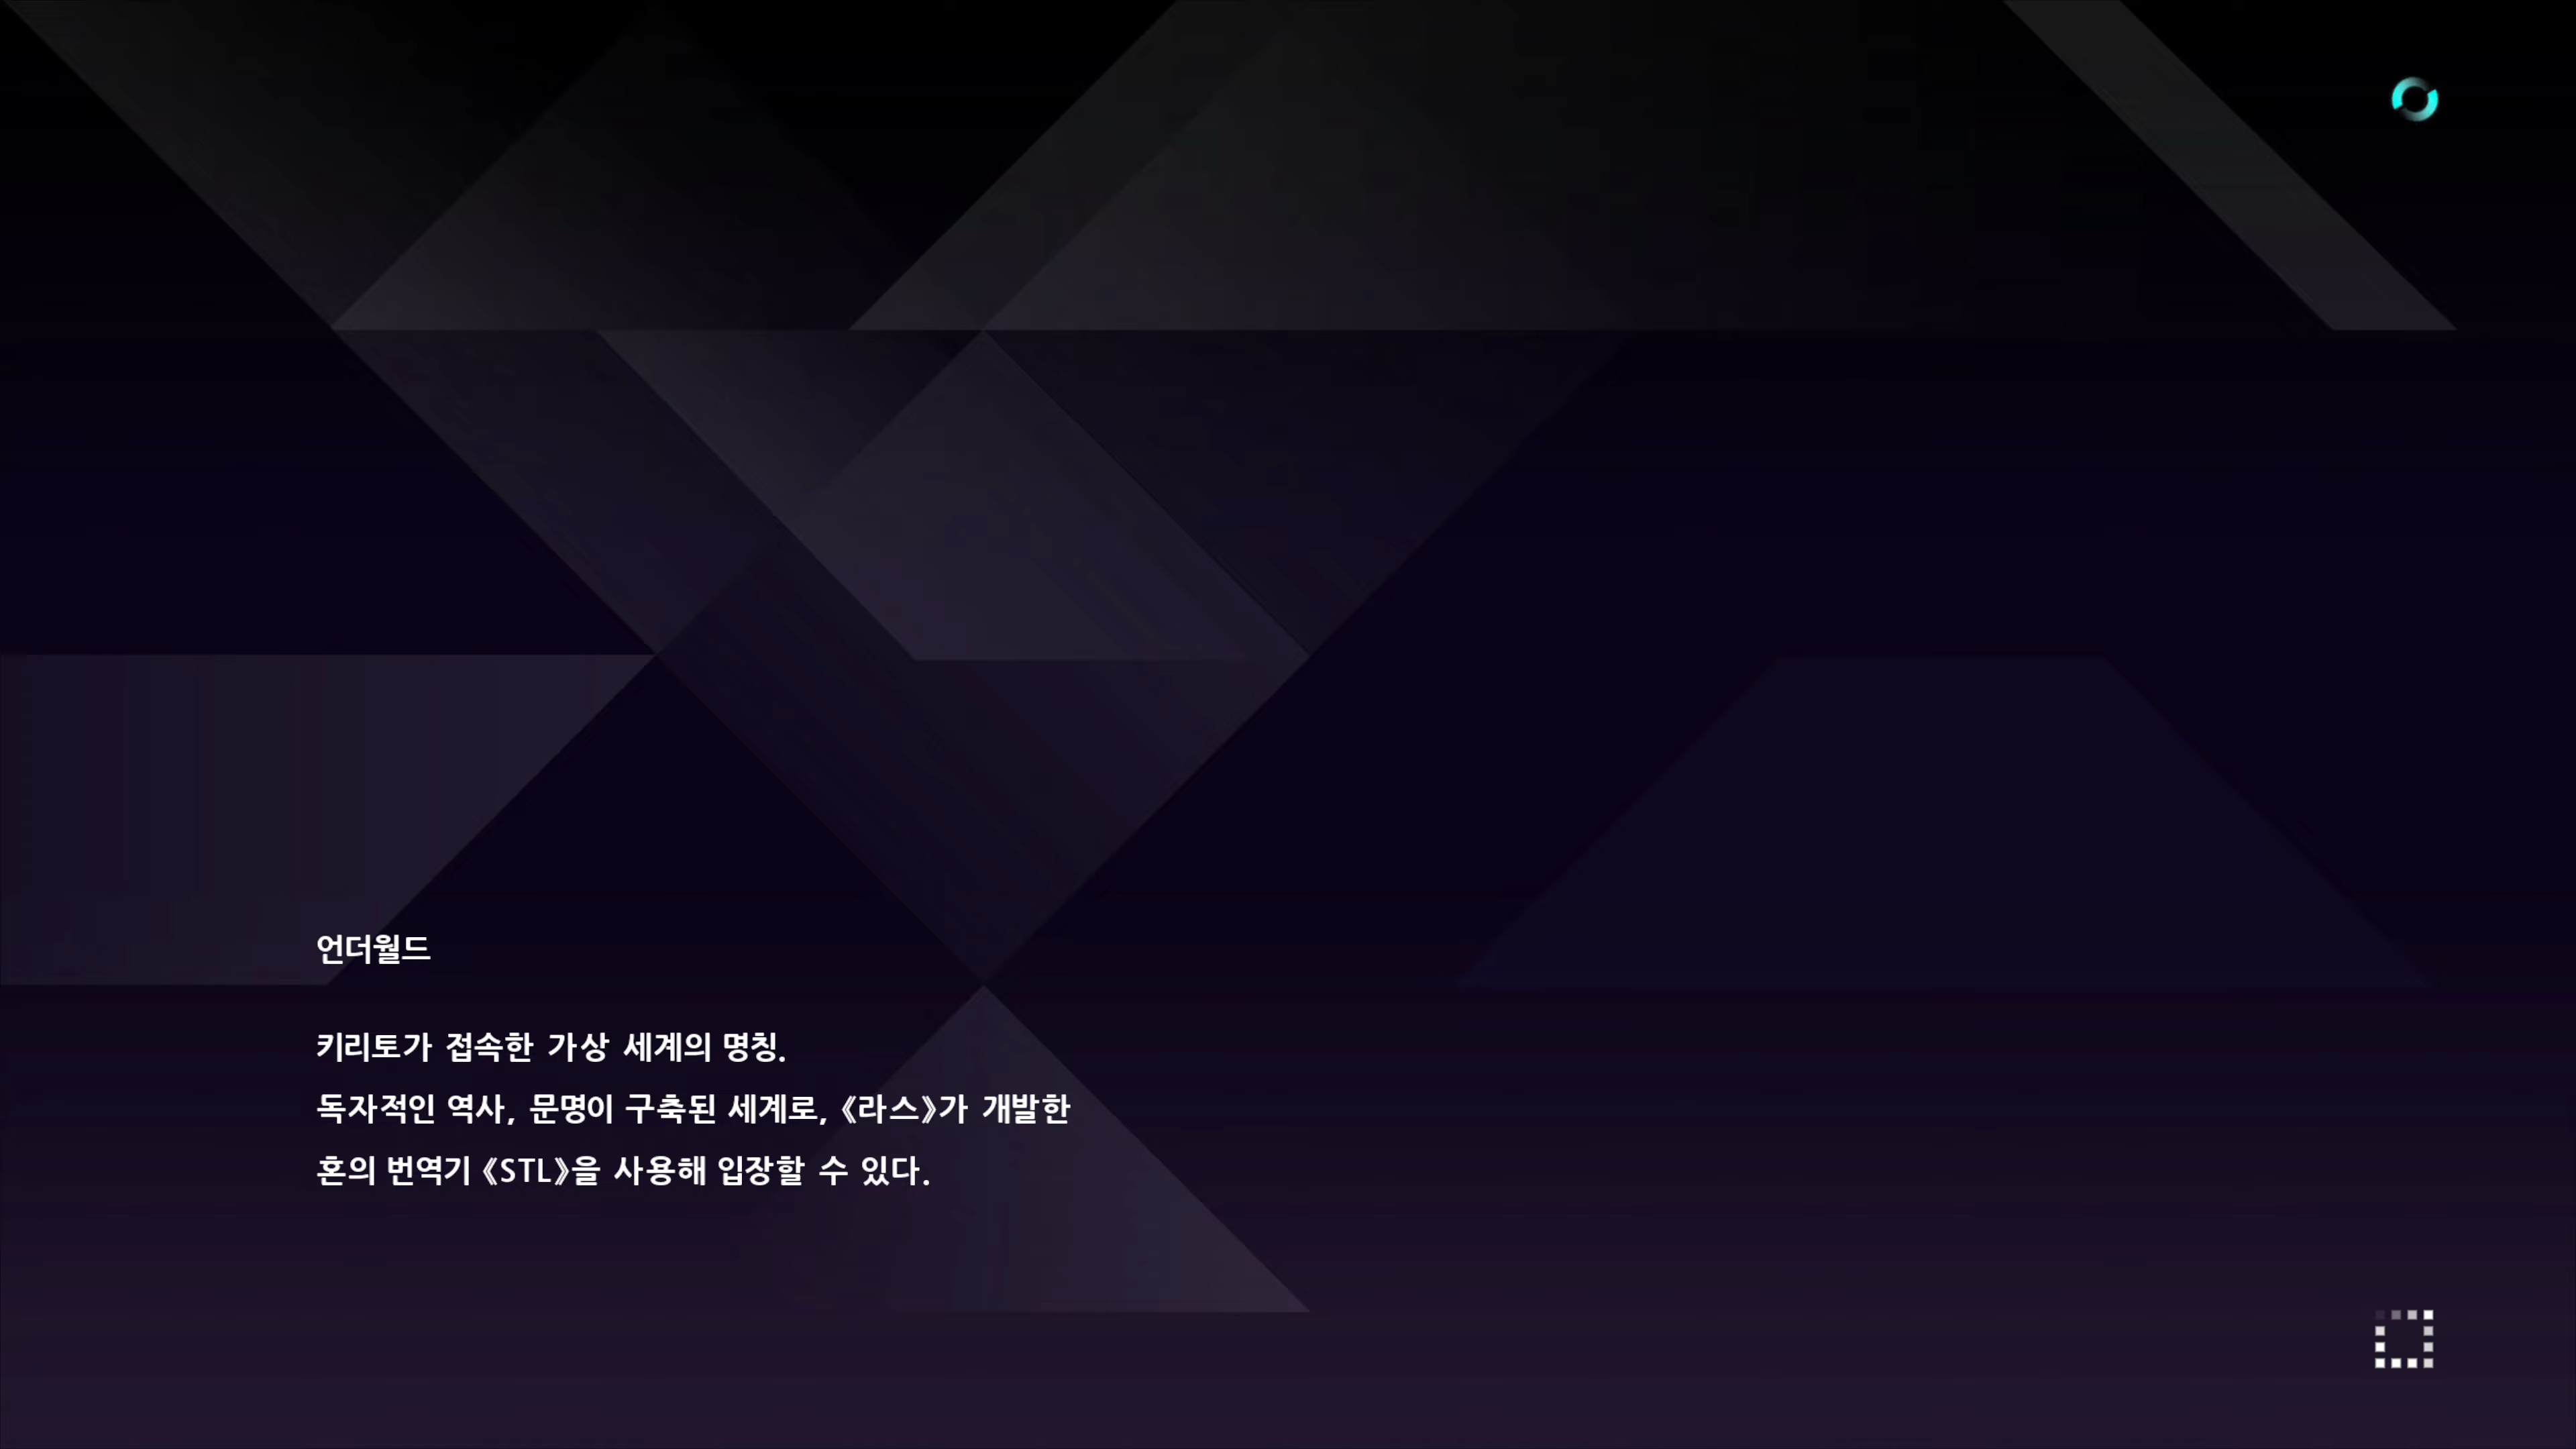 언더월드
키리토가 접속한 가상 세계의 명칭.
독자적인 역사, 문명이 구축된 세계로, 《라스》가 개발한
혼의 번역기 《STL》을 사용해 입장할 수 있다.